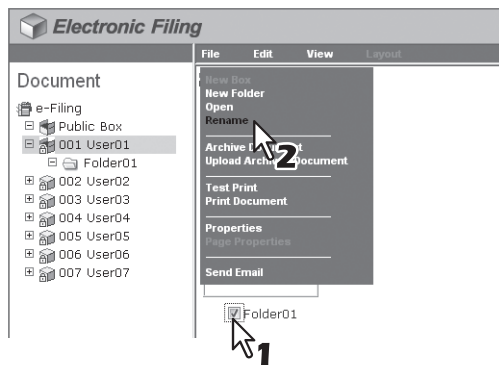 Electronic Filing
File Edit View Layout
Document
e-Filing
Public Box
001 User01
Folder01
002 User02
003 User03
004 User04
005 User05
006 User06
007 User07
New Box
New Folder
Open
Rename
Archive Document
Upload Archive Document
Test Print
Print Document
Properties
Page Properties
Send Email
2
Folder01
1